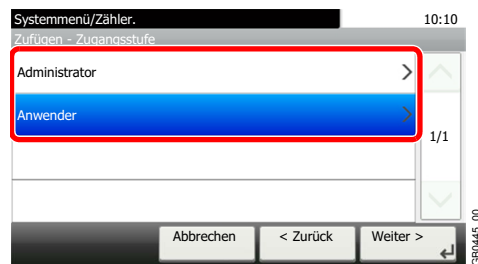 Systemmenü/Zähler. 10:10
Zufügen - Zugangsstufe
Administrator >
Anwender >
1/1
Abbrechen < Zurück Weiter >
GB0445_00